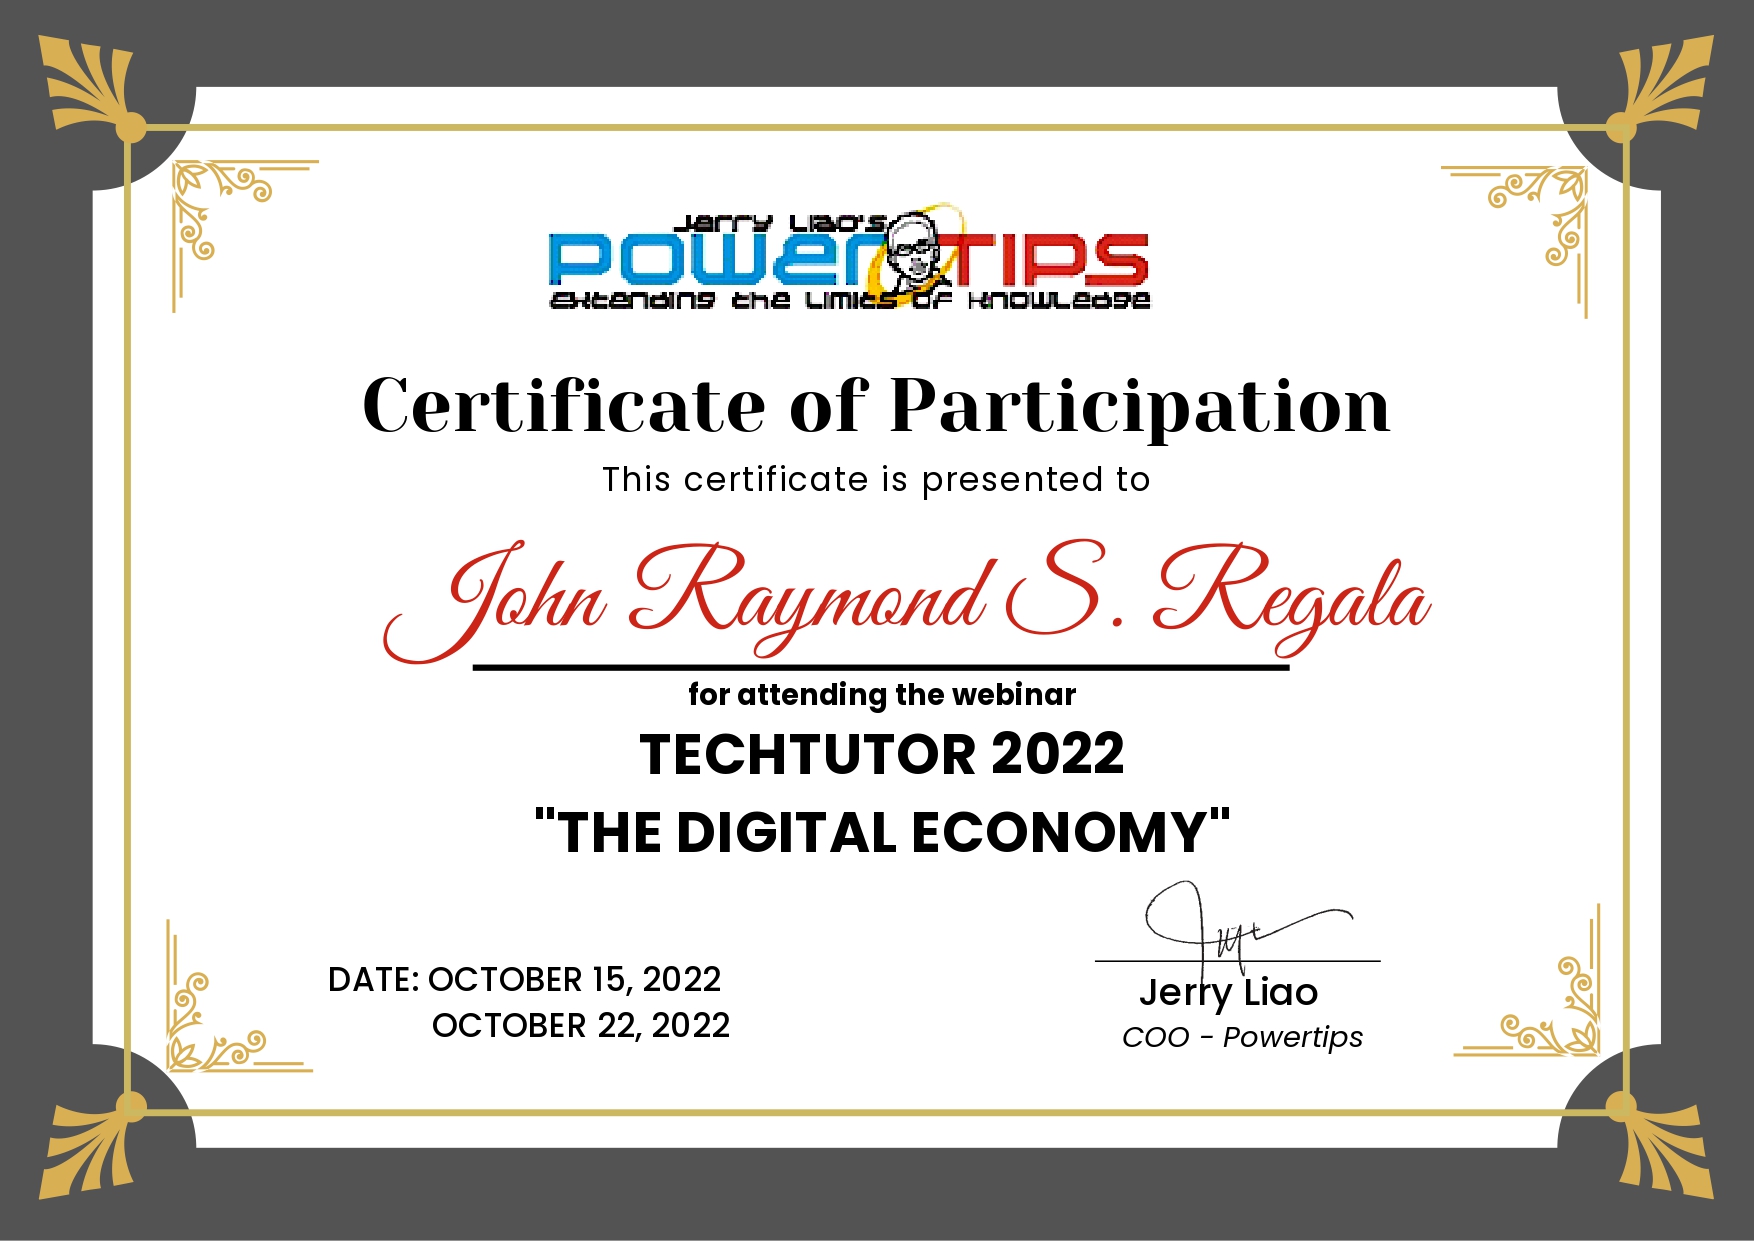 Jerry Liao's
POWER TIPS
Extending the Limits of Knowledge
Certificate of Participation
This certificate is presented to
John Raymond S. Regala
for attending the webinar
TECHTUTOR 2022
"THE DIGITAL ECONOMY"
DATE: OCTOBER 15, 2022
OCTOBER 22, 2022
Jerry Liao
COO - Powertips